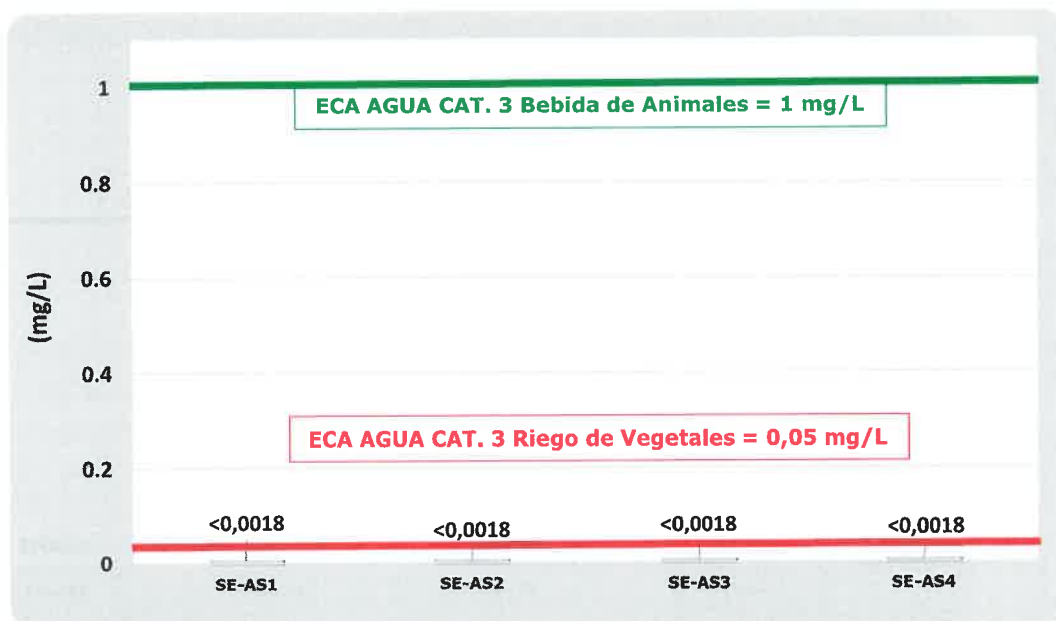 1
ECA AGUA CAT. 3 Bebida de Animales = 1 mg/L
0.8
0.6
(mg/L)
0.4
ECA AGUA CAT. 3 Riego de Vegetales = 0,05 mg/L
0.2
<0,0018 <0,0018 <0,0018 <0,0018
0
SE-AS1 SE-AS2 SE-AS3 SE-AS4